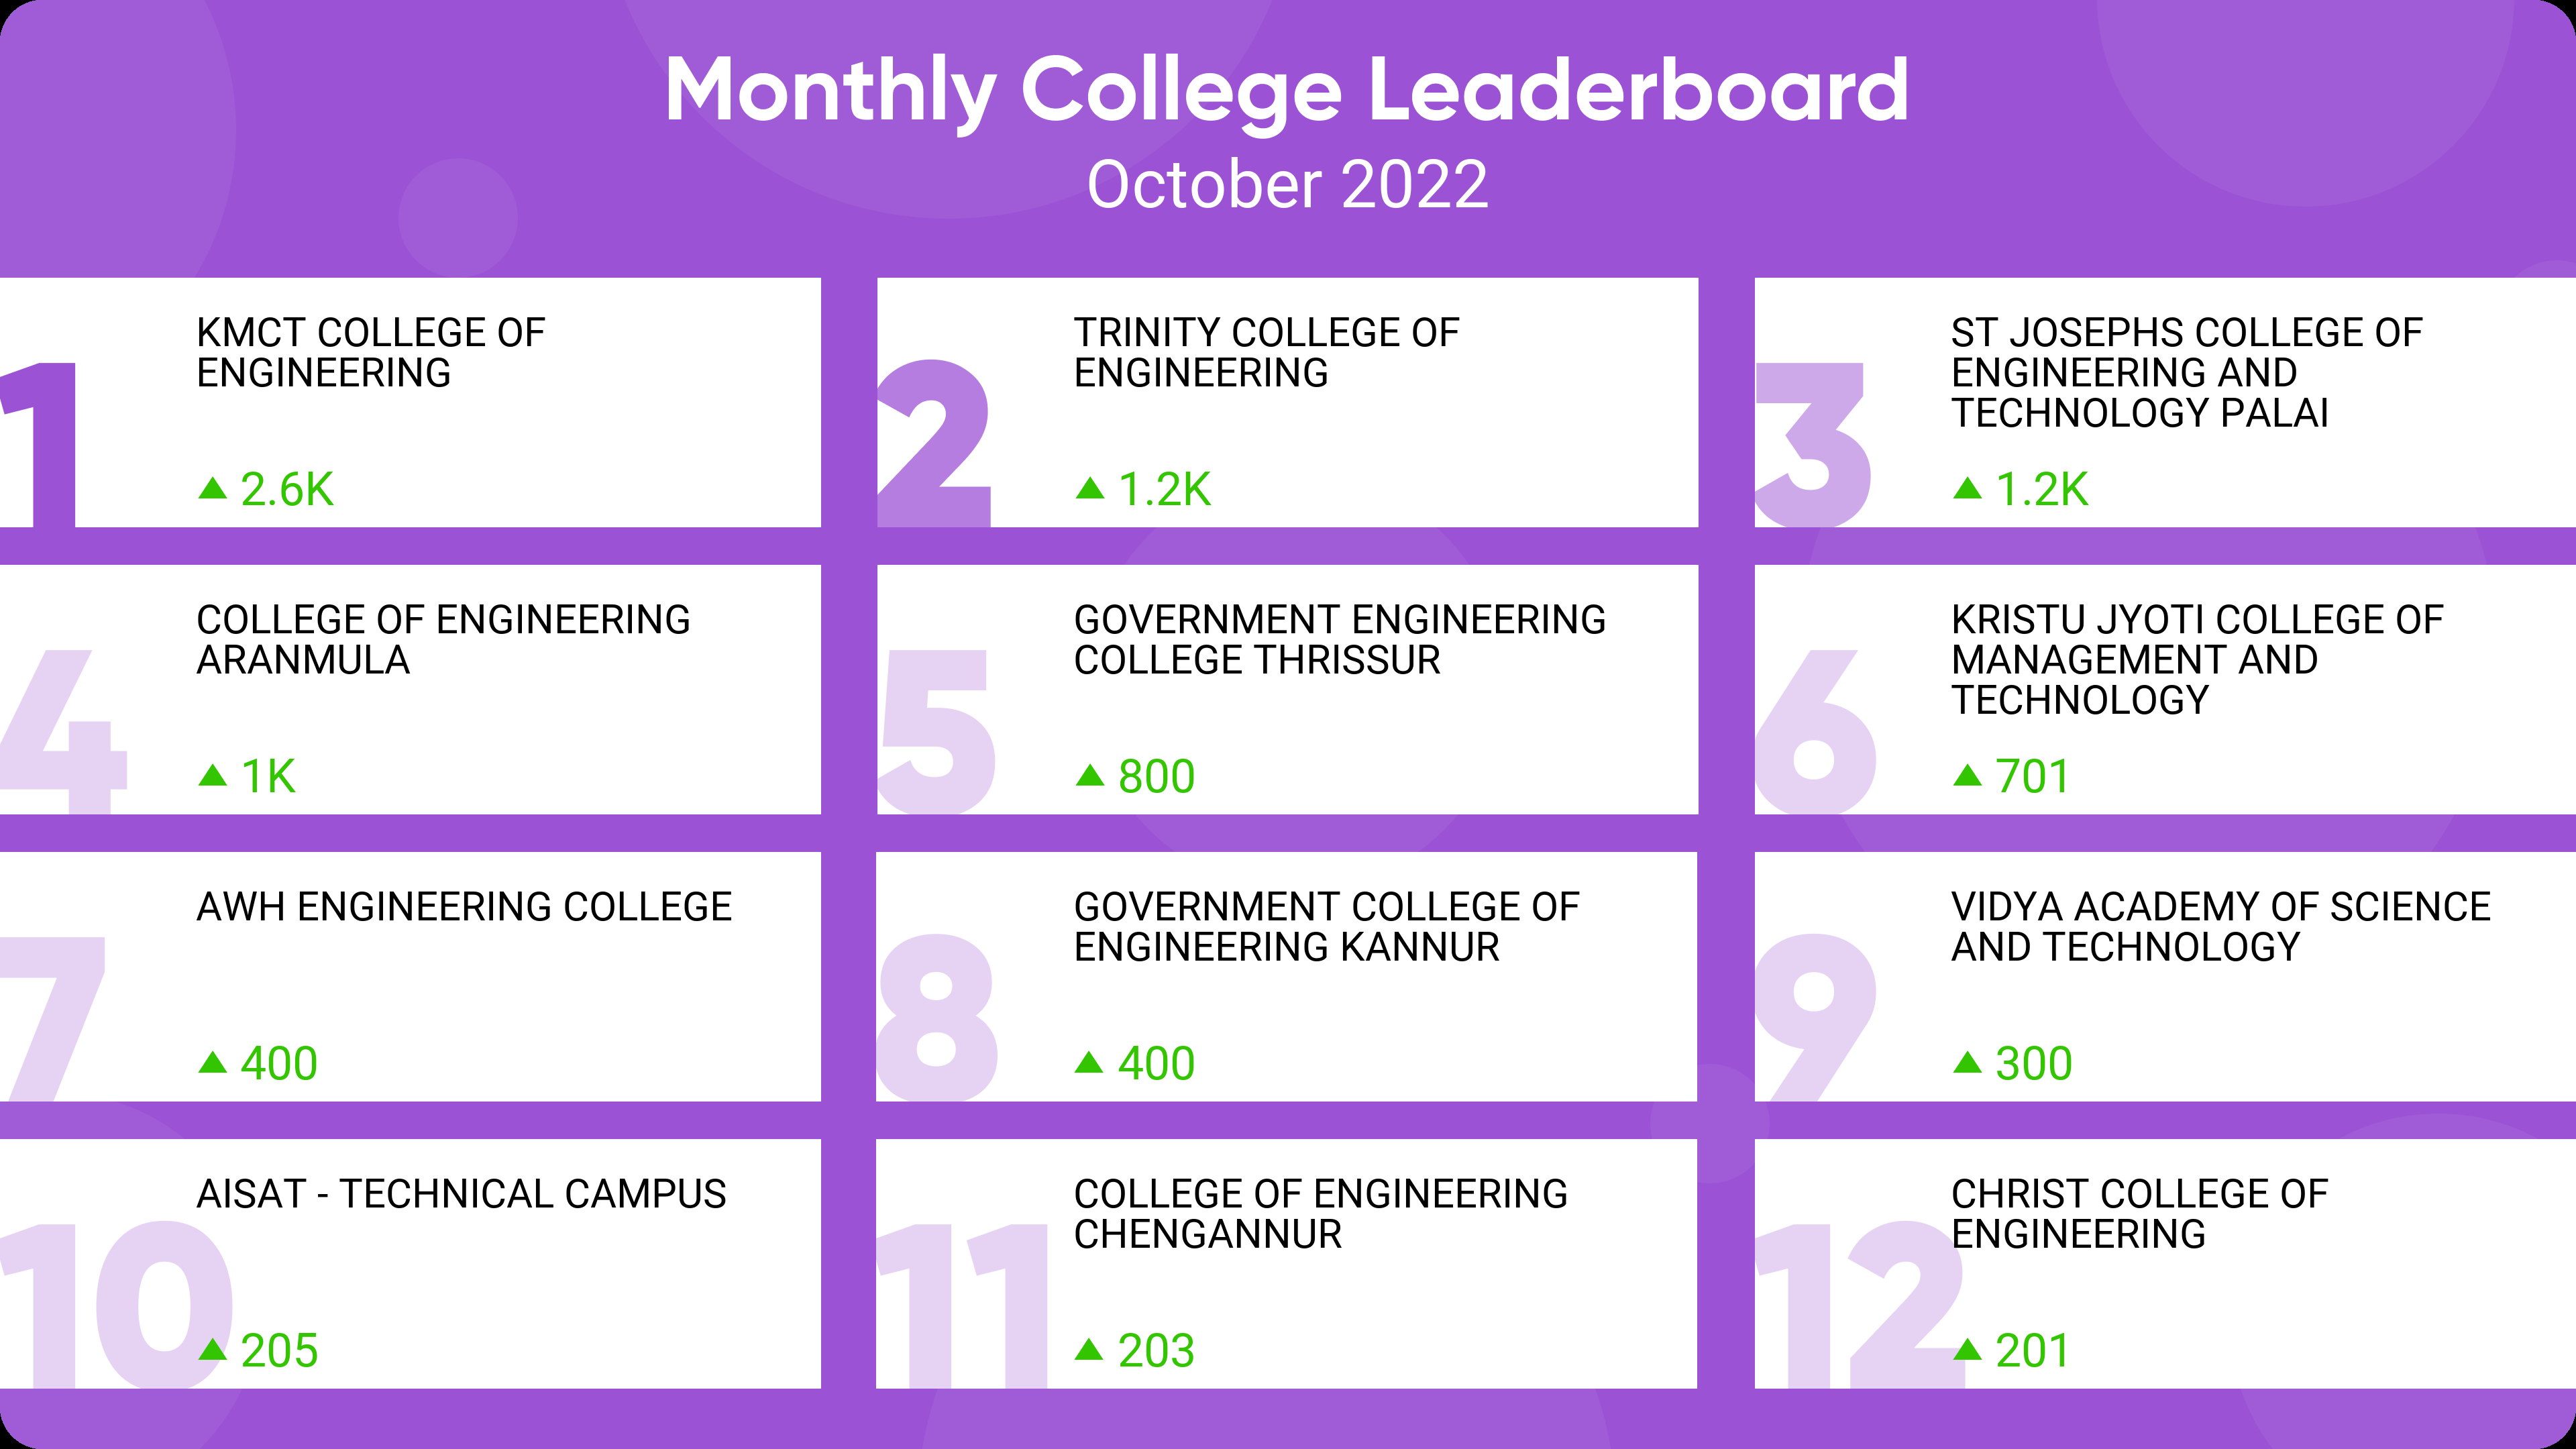 Monthly College Leaderboard
October 2022
1
KMCT COLLEGE OF
ENGINEERING
▲ 2.6K
2
TRINITY COLLEGE OF
ENGINEERING
▲ 1.2K
3
ST JOSEPHS COLLEGE OF
ENGINEERING AND
TECHNOLOGY PALAI
▲ 1.2K
4
COLLEGE OF ENGINEERING
ARANMULA
▲ 1K
5
GOVERNMENT ENGINEERING
COLLEGE THRISSUR
▲ 800
6
KRISTU JYOTI COLLEGE OF
MANAGEMENT AND
TECHNOLOGY
▲ 701
7
AWH ENGINEERING COLLEGE
▲ 400
8
GOVERNMENT COLLEGE OF
ENGINEERING KANNUR
▲ 400
9
VIDYA ACADEMY OF SCIENCE
AND TECHNOLOGY
▲ 300
10
AISAT - TECHNICAL CAMPUS
▲ 205
11
COLLEGE OF ENGINEERING
CHENGANNUR
▲ 203
12
CHRIST COLLEGE OF
ENGINEERING
▲ 201